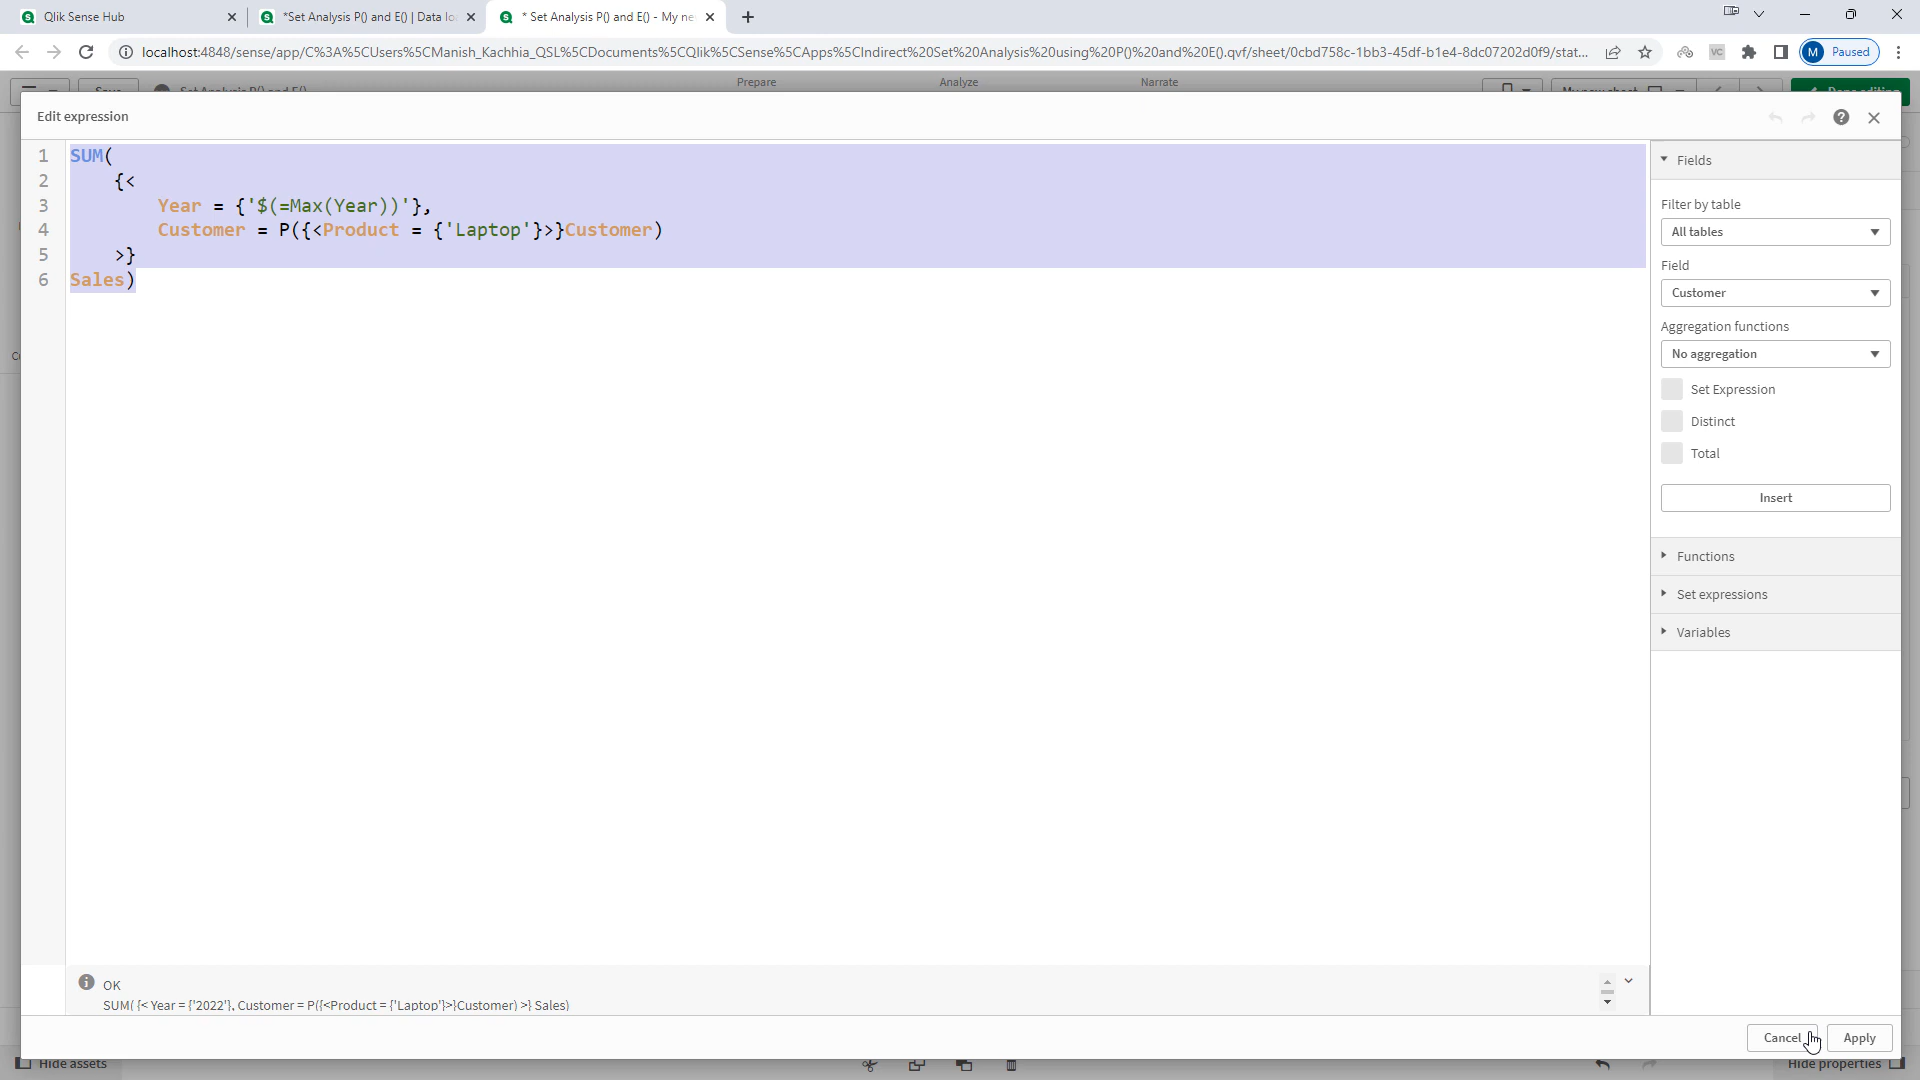 Qlik Sense Hub
*Set Analysis P() and E() | Data lo
* Set Analysis P() and E() - My ne
localhost:4848/sense/app/C%3A%5CUsers%5CManish_Kachhia_QSL%5CDocuments%5CQlik%5CSense%5CApps%5CIndirect%20Set%20Analysis%20using%20P()%20and%20E().qvf/sheet/0cbd758c-1bb3-45df-b1e4-8dc07202d0f9/stat...
VC
M Paused
Prepare
Analyze
Narrate
Edit expression
1 SUM(
2 {<
3 Year = {'$(=Max(Year))'},
4 Customer = P({<Product = {'Laptop'}>}Customer)
5 >}
6 Sales)
Fields
Filter by table
All tables
Field
Customer
Aggregation functions
No aggregation
Set Expression
Distinct
Total
Insert
Functions
Set expressions
Variables
OK
SUM( {< Year = {'2022'}, Customer = P({<Product = {'Laptop'}>}Customer) >} Sales)
Cancel
Apply
Hide assets
Hide properties